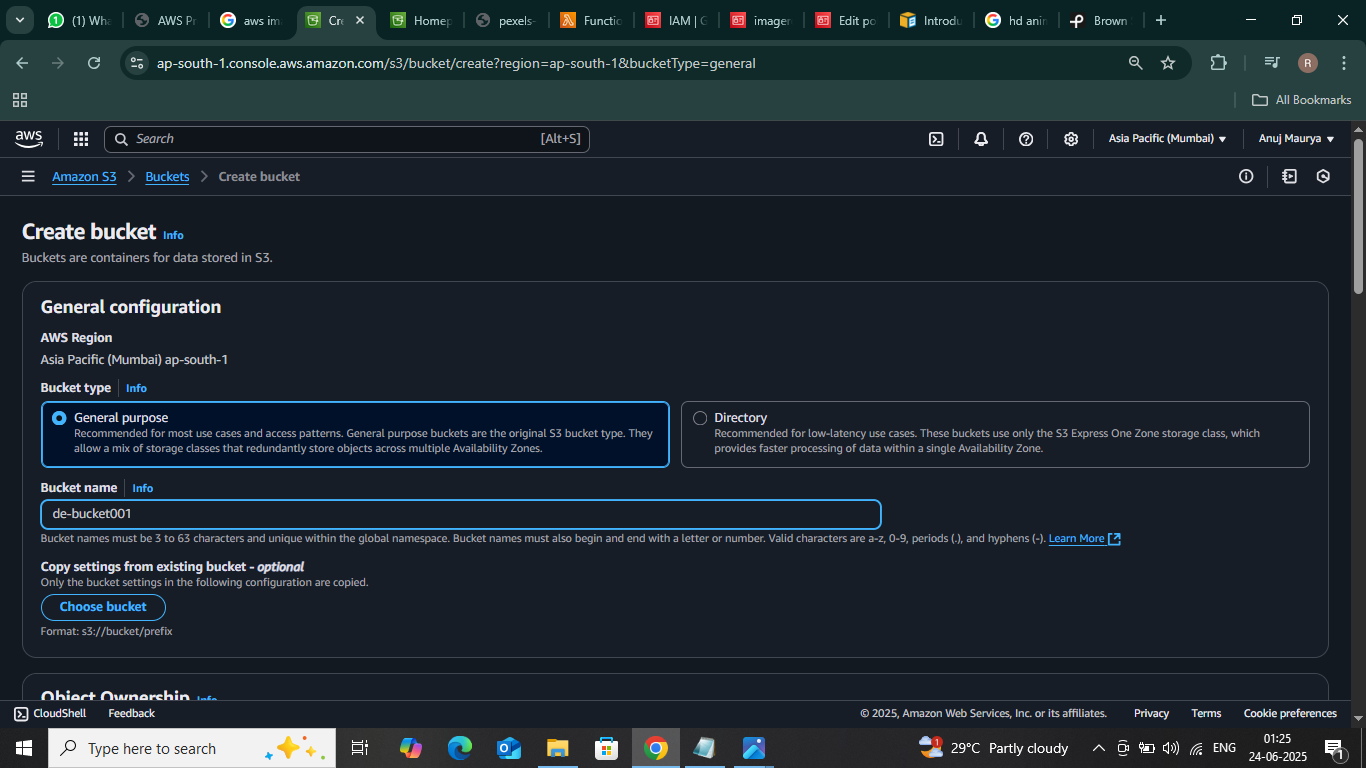 (1) Wha
AWS Pr
aws im
Cre
Homep
pexels-
Functio
IAM | G
image
Edit po
Introdu
hd anin
Brown
ap-south-1.console.aws.amazon.com/s3/bucket/create?region=ap-south-1&bucketType=general
R
All Bookmarks
aws
Search
[Alt+S]
Asia Pacific (Mumbai)
Anuj Maurya
Amazon S3
Buckets
Create bucket
Create bucket Info
Buckets are containers for data stored in S3.
General configuration
AWS Region
Asia Pacific (Mumbai) ap-south-1
Bucket type Info
General purpose
Recommended for most use cases and access patterns. General purpose buckets are the original S3 bucket type. They
allow a mix of storage classes that redundantly store objects across multiple Availability Zones.
Directory
Recommended for low-latency use cases. These buckets use only the S3 Express One Zone storage class, which
provides faster processing of data within a single Availability Zone.
Bucket name Info
de-bucket001
Bucket names must be 3 to 63 characters and unique within the global namespace. Bucket names must also begin and end with a letter or number. Valid characters are a-z, 0-9, periods (.), and hyphens (-). Learn More
Copy settings from existing bucket - optional
Only the bucket settings in the following configuration are copied.
Choose bucket
Format: s3://bucket/prefix
Object Ownership Info
CloudShell
Feedback
© 2025, Amazon Web Services, Inc. or its affiliates.
Privacy
Terms
Cookie preferences
Type here to search
29°C Partly cloudy
ENG
01:25
24-06-2025
1